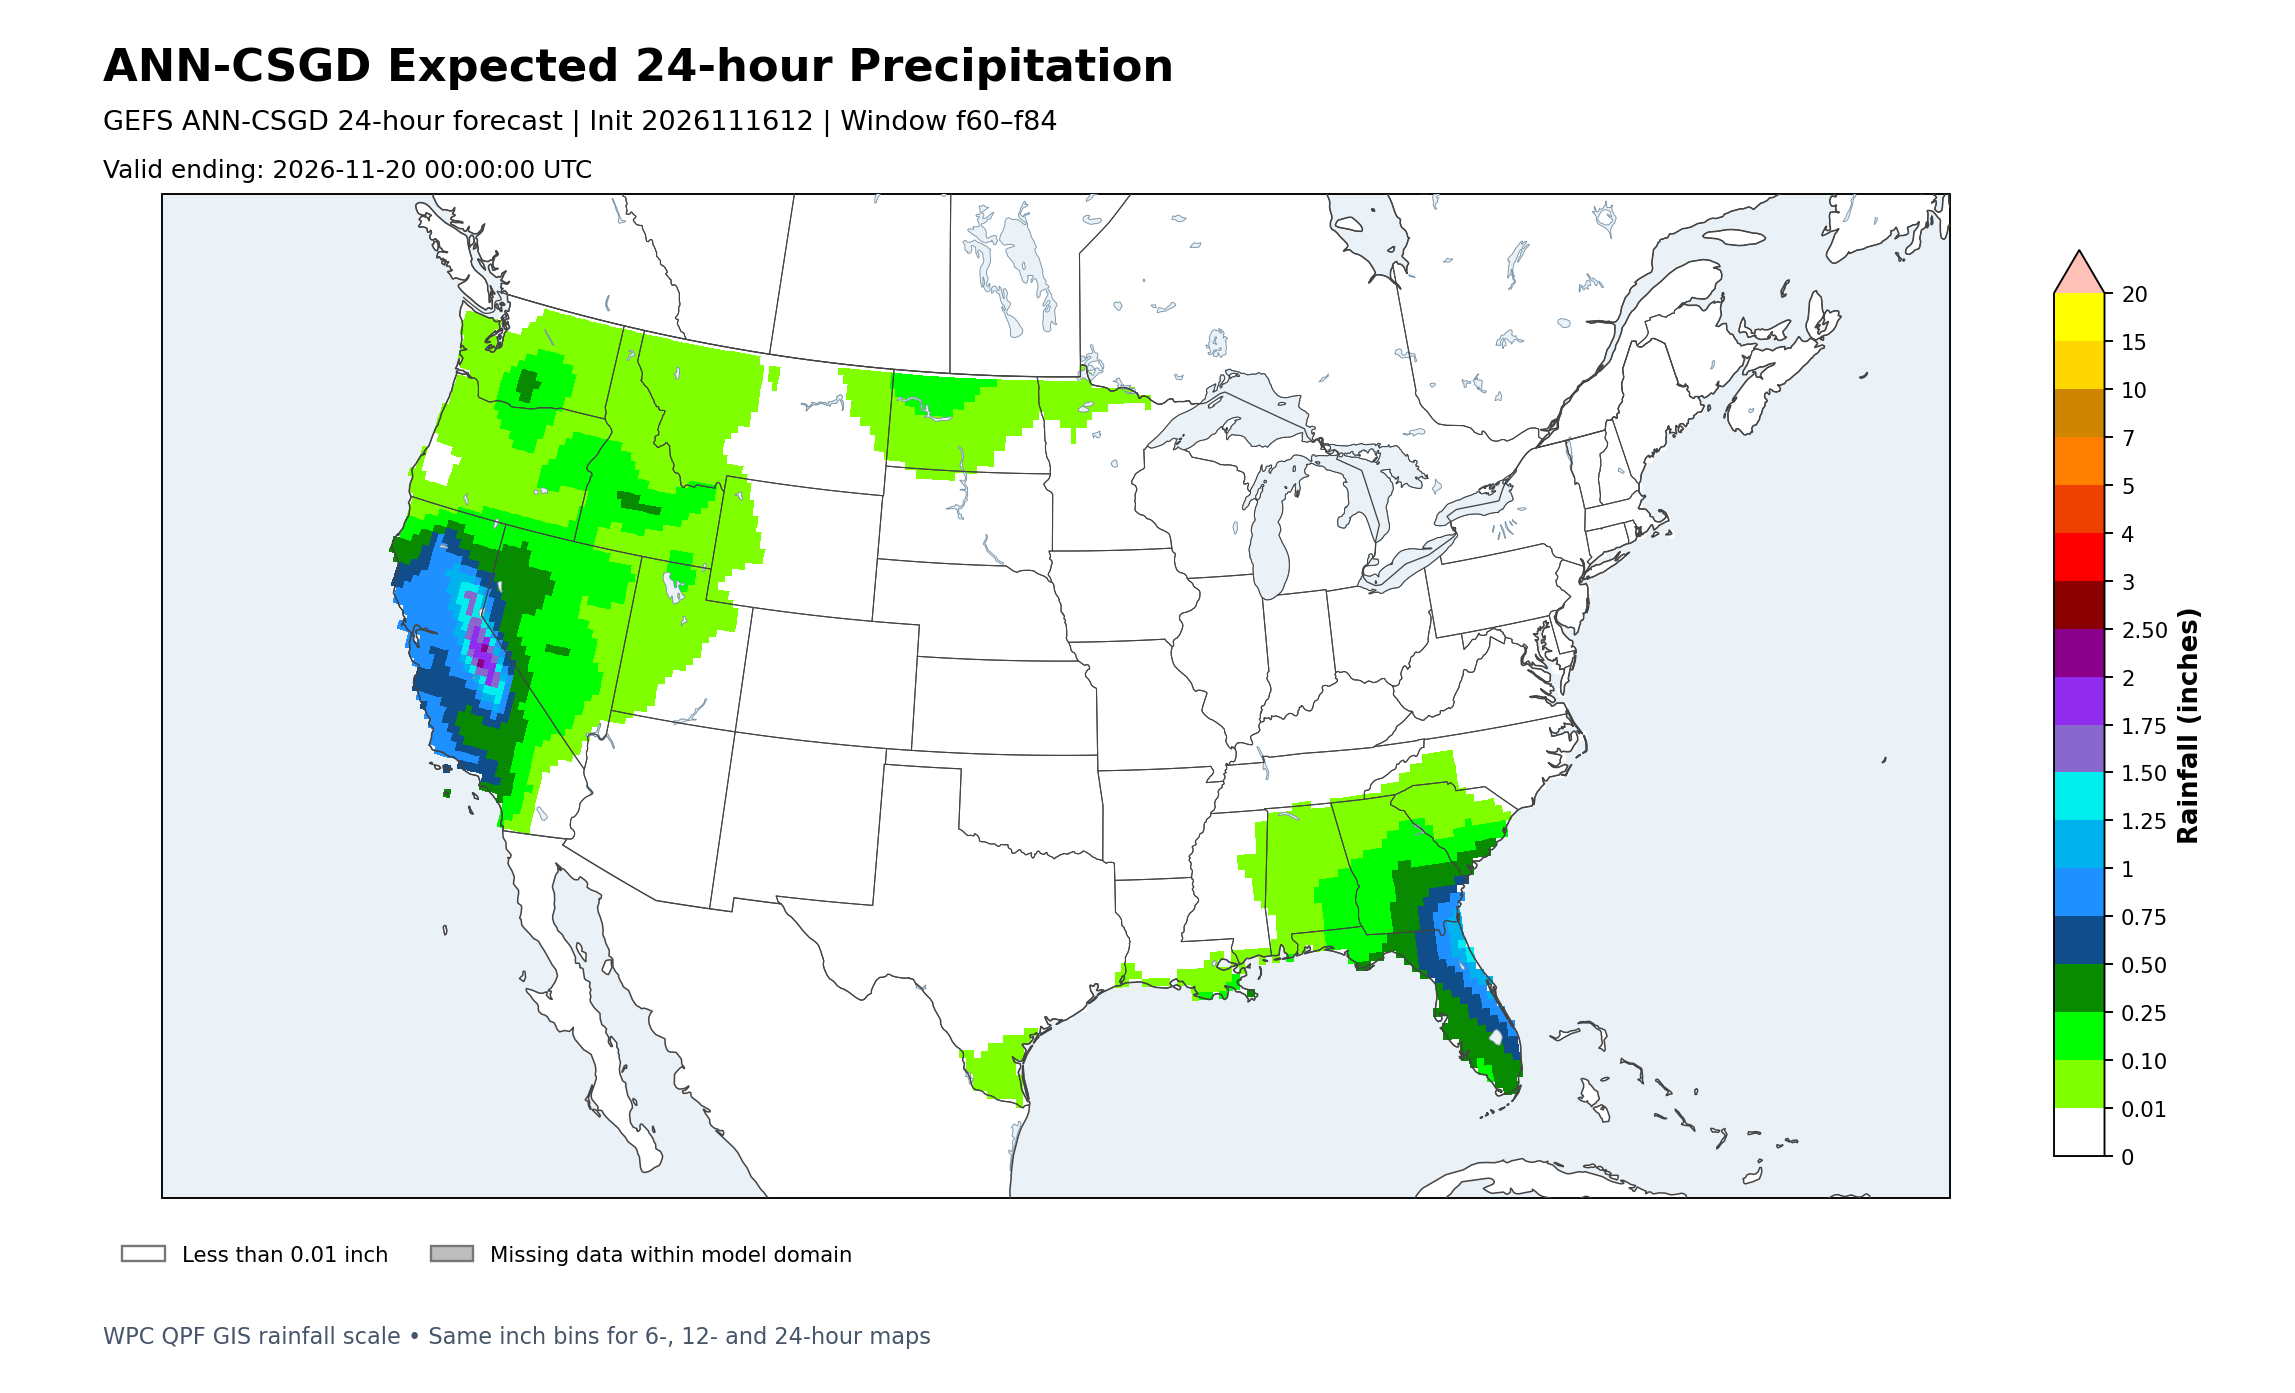 ANN-CSGD Expected 24-hour Precipitation
GEFS ANN-CSGD 24-hour forecast | Init 2026111612 | Window f60–f84
Valid ending: 2026-11-20 00:00:00 UTC
20
15
10
7
5
4
3
2.50
2
1.75
1.50
1.25
1
0.75
0.50
0.25
0.10
0.01
0
Rainfall (inches)
Less than 0.01 inch
Missing data within model domain
WPC QPF GIS rainfall scale • Same inch bins for 6-, 12- and 24-hour maps